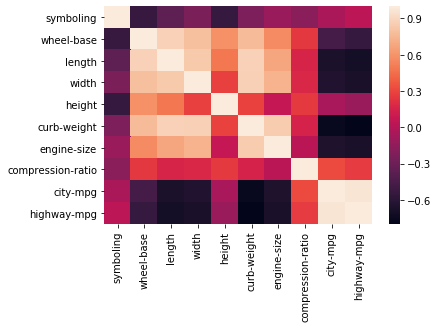 symboling
wheel-base
length
width
height
curb-weight
engine-size
compression-ratio
city-mpg
highway-mpg
symboling
wheel-base
length
width
height
curb-weight
engine-size
compression-ratio
city-mpg
highway-mpg
0.9
0.6
0.3
0.0
-0.3
-0.6